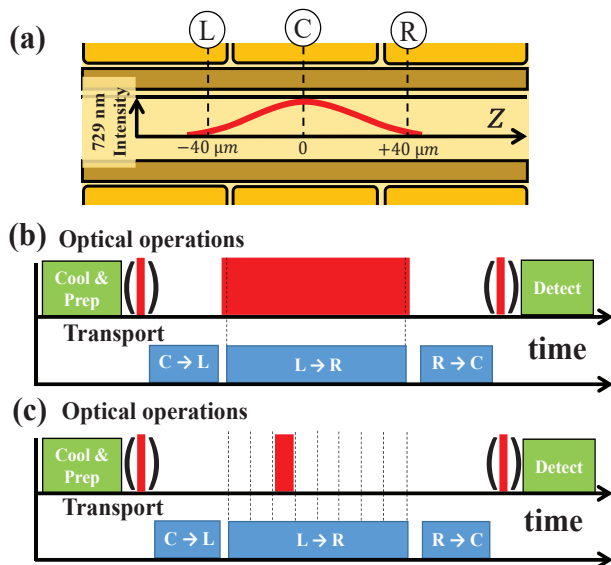 (a)
L
C
R
729 nm
Intensity
Z
−40 μm
0
+40 μm
(b) Optical operations
Cool &
Prep
( )
( )
Detect
Transport
time
C → L
L → R
R → C
(c) Optical operations
Cool &
Prep
( )
( )
Detect
Transport
time
C → L
L → R
R → C